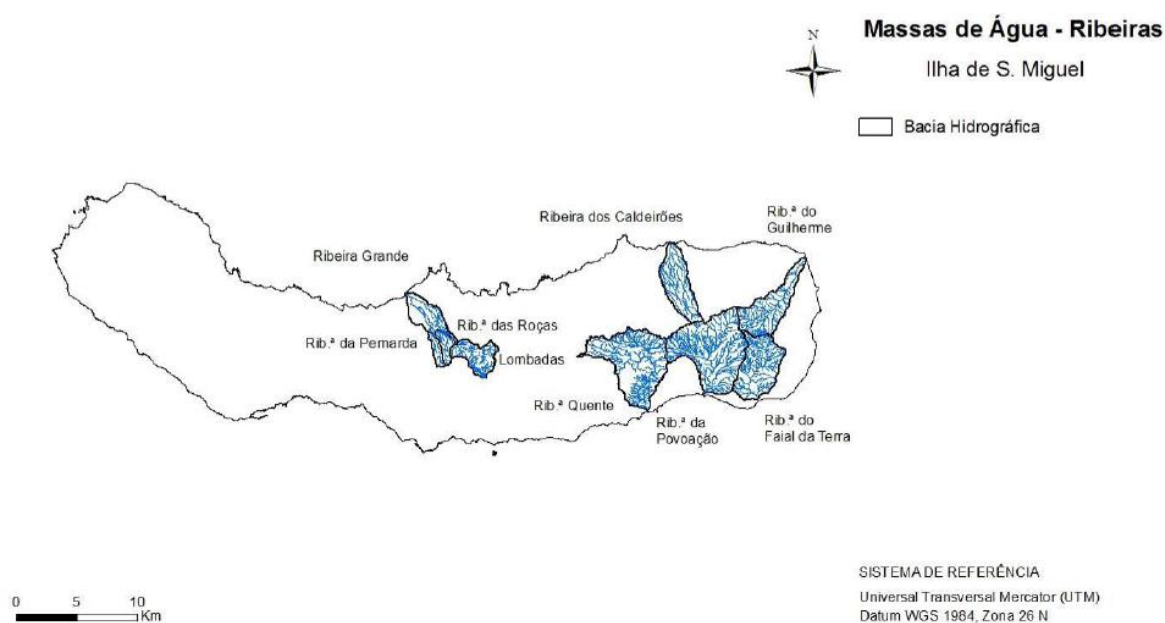 Massas de Água - Ribeiras
Ilha de S. Miguel
N
Bacia Hidrográfica
Ribeira dos Caldeirões
Rib.ª do
Guilherme
Ribeira Grande
Rib.ª das Roças
Rib.ª da Pernarda
Lombadas
Rib.ª Quente
Rib.ª da
Povoação
Rib.ª do
Faial da Terra
SISTEMA DE REFERÊNCIA
Universal Transversal Mercator (UTM)
Datum WGS 1984, Zona 26 N
0 5 10
Km